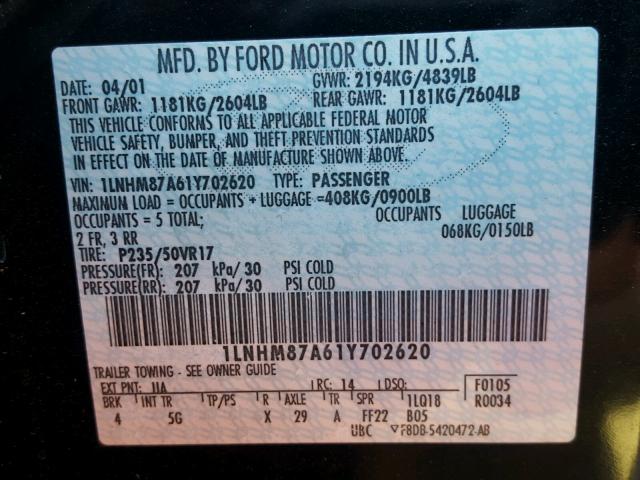 MFD. BY FORD MOTOR CO. IN U.S.A.
DATE: 04/01 GVWR: 2194KG/4839LB
FRONT GAWR: 1181KG/2604LB REAR GAWR: 1181KG/2604LB
THIS VEHICLE CONFORMS TO ALL APPLICABLE FEDERAL MOTOR
VEHICLE SAFETY, BUMPER, AND THEFT PREVENTION STANDARDS
IN EFFECT ON THE DATE OF MANUFACTURE SHOWN ABOVE.
VIN: 1LNHM87A61Y702620 TYPE: PASSENGER
MAXIMUM LOAD = OCCUPANTS + LUGGAGE =408KG/0900LB
OCCUPANTS = 5 TOTAL; OCCUPANTS LUGGAGE
2 FR, 3 RR 068KG/0150LB
TIRE: P235/50VR17
PRESSURE(FR): 207 kPa/ 30 PSI COLD
PRESSURE(RR): 207 kPa/ 30 PSI COLD
1LNHM87A61Y702620
TRAILER TOWING - SEE OWNER GUIDE
EXT PNT: UA RC: 14 DSO: F0105
BRK INT TR TP/PS R AXLE TR SPR 1LQ18 R0034
4 5G X 29 A FF22 B05
UBC ▽F8DB-5420472-AB